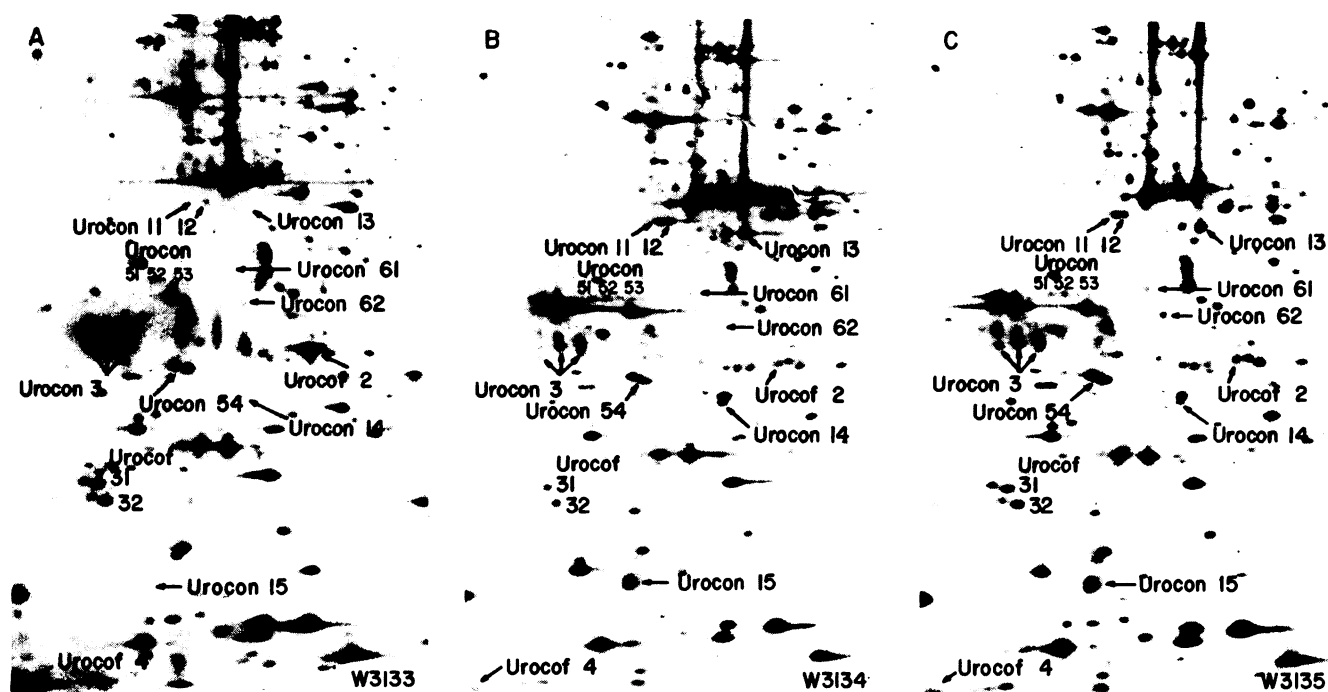 A
Urocon 11 12
Urocon 13
Urocon
51 52 53
Urocon 61
Urocon 62
Urocon 3
Urocof 2
Urocon 54
Urocon 14
Urocof
31
32
Urocon 15
Urocof 4
W3133
B
Urocon 11 12
Urocon 13
Urocon
51 52 53
Urocon 61
Urocon 62
Urocon 3
Urocof 2
Urocon 54
Urocon 14
Urocof
31
32
Urocon 15
Urocof 4
W3134
C
Urocon 11 12
Urocon 13
Urocon
51 52 53
Urocon 61
Urocon 62
Urocon 3
Urocof 2
Urocon 54
Urocon 14
Urocof
31
32
Urocon 15
Urocof 4
W3135